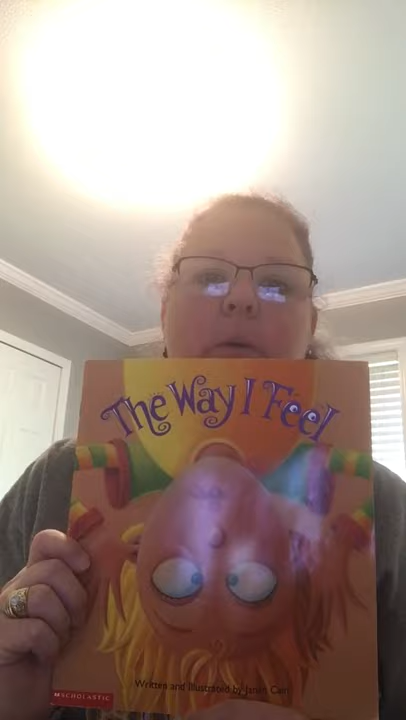 The Way I Feel
Written and Illustrated by Janan Cain
SCHOLASTIC